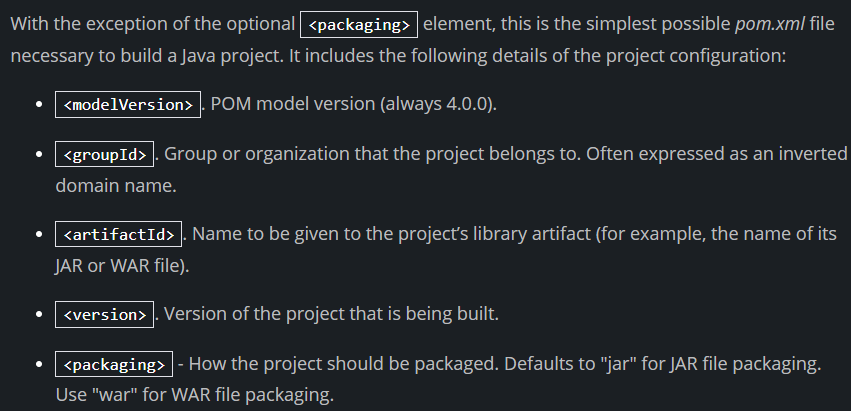 With the exception of the optional <packaging> element, this is the simplest possible pom.xml file
necessary to build a Java project. It includes the following details of the project configuration:
• <modelVersion>. POM model version (always 4.0.0).
• <groupId>. Group or organization that the project belongs to. Often expressed as an inverted
domain name.
• <artifactId>. Name to be given to the project’s library artifact (for example, the name of its
JAR or WAR file).
• <version>. Version of the project that is being built.
• <packaging> - How the project should be packaged. Defaults to "jar" for JAR file packaging.
Use "war" for WAR file packaging.